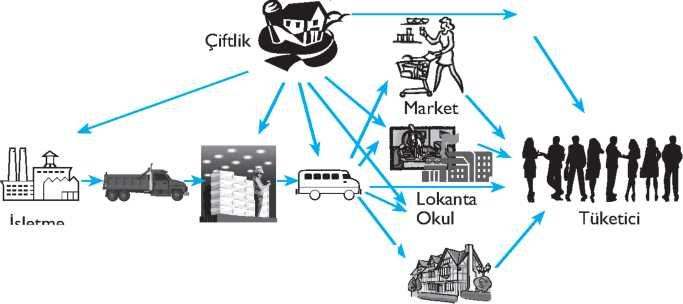 Çiftlik
Market
Lokanta
Okul
İşletme
Tüketici